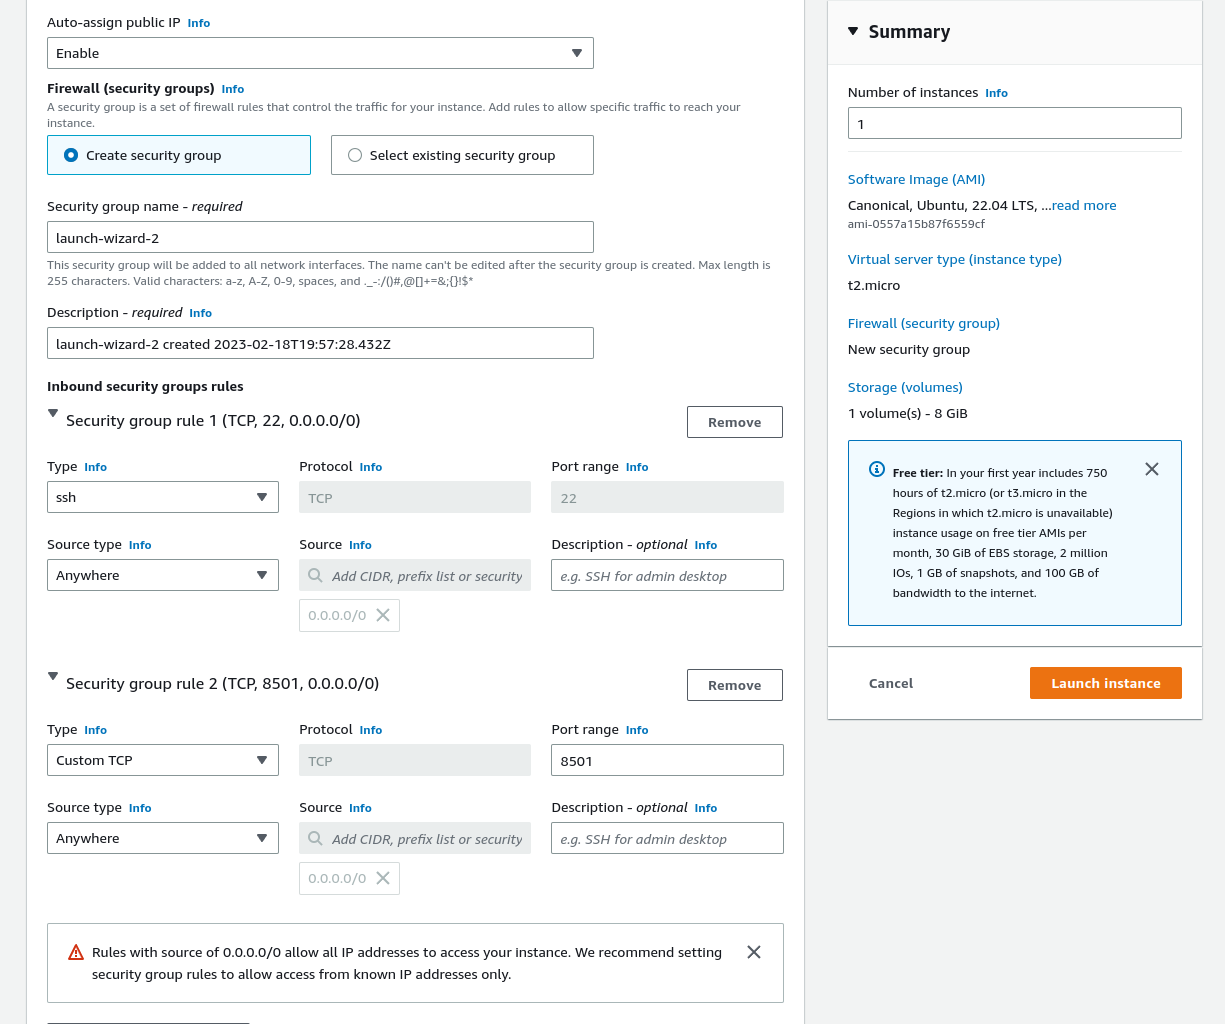 Auto-assign public IP Info
Enable
Firewall (security groups) Info
A security group is a set of firewall rules that control the traffic for your instance. Add rules to allow specific traffic to reach your
instance.
Create security group
Select existing security group
Security group name - required
launch-wizard-2
This security group will be added to all network interfaces. The name can't be edited after the security group is created. Max length is
255 characters. Valid characters: a-z, A-Z, 0-9, spaces, and ._-:/()#,@[]+=&;{}!$*
Description - required Info
launch-wizard-2 created 2023-02-18T19:57:28.432Z
Inbound security groups rules
Security group rule 1 (TCP, 22, 0.0.0.0/0)
Remove
Type Info
Protocol Info
Port range Info
ssh
TCP
22
Source type Info
Source Info
Description - optional Info
Anywhere
Add CIDR, prefix list or security
e.g. SSH for admin desktop
0.0.0.0/0
Security group rule 2 (TCP, 8501, 0.0.0.0/0)
Remove
Type Info
Protocol Info
Port range Info
Custom TCP
TCP
8501
Source type Info
Source Info
Description - optional Info
Anywhere
Add CIDR, prefix list or security
e.g. SSH for admin desktop
0.0.0.0/0
Rules with source of 0.0.0.0/0 allow all IP addresses to access your instance. We recommend setting
security group rules to allow access from known IP addresses only.
Summary
Number of instances Info
1
Software Image (AMI)
Canonical, Ubuntu, 22.04 LTS, ...read more
ami-0557a15b87f6559cf
Virtual server type (instance type)
t2.micro
Firewall (security group)
New security group
Storage (volumes)
1 volume(s) - 8 GiB
Free tier: In your first year includes 750
hours of t2.micro (or t3.micro in the
Regions in which t2.micro is unavailable)
instance usage on free tier AMIs per
month, 30 GiB of EBS storage, 2 million
IOs, 1 GB of snapshots, and 100 GB of
bandwidth to the internet.
Cancel
Launch instance